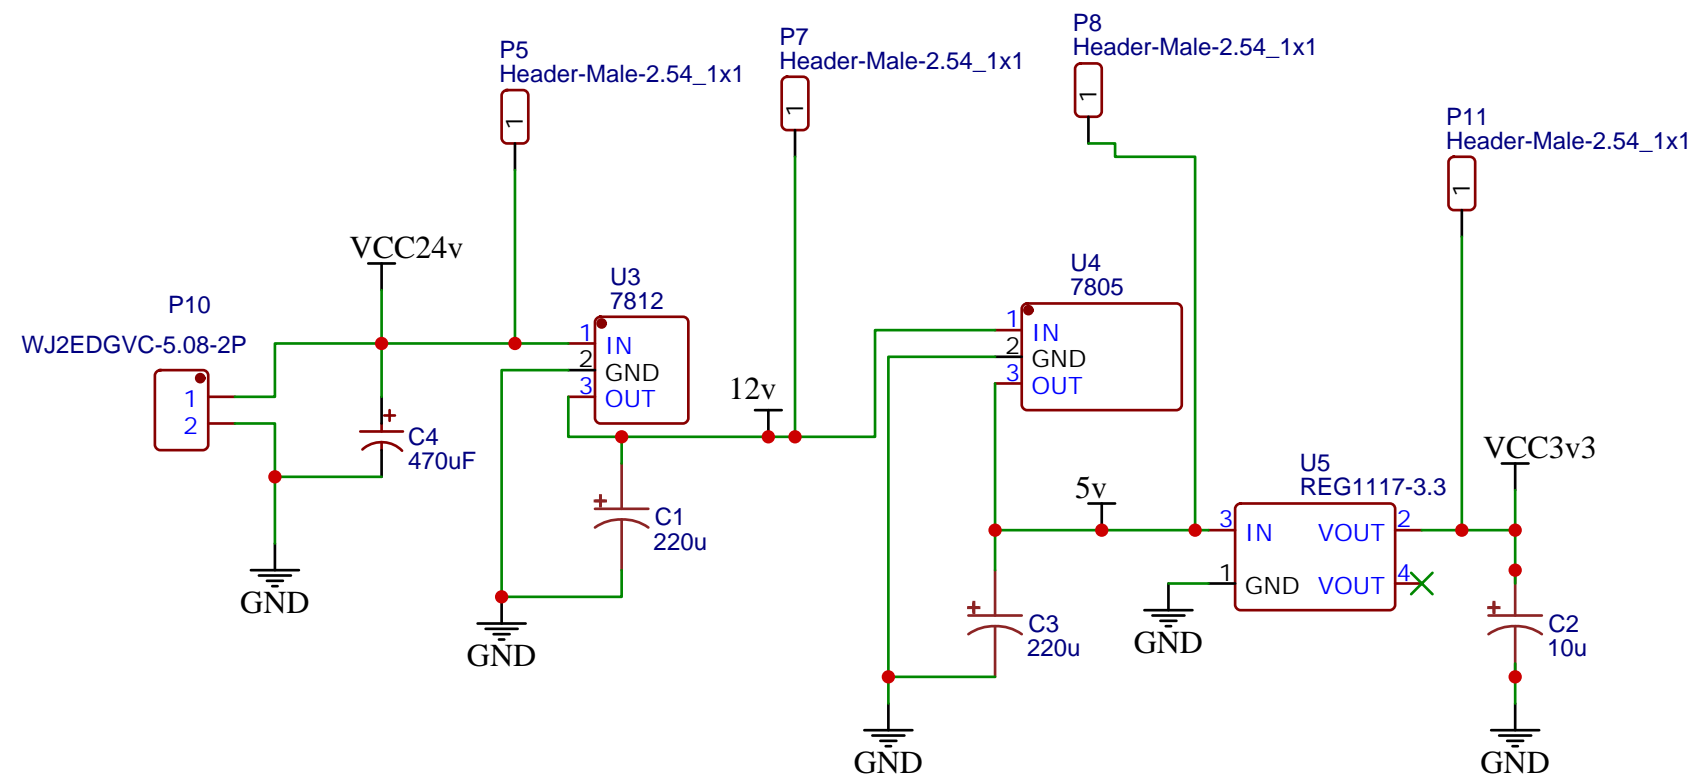 P5
Header-Male-2.54_1x1
1
P7
Header-Male-2.54_1x1
1
P8
Header-Male-2.54_1x1
1
P11
Header-Male-2.54_1x1
1
VCC24v
P10
WJ2EDGVC-5.08-2P
1
2
C4
470uF
GND
U3
7812
1 IN
2 GND
3 OUT
12v
C1
220u
GND
U4
7805
1 IN
2 GND
3 OUT
5v
C3
220u
GND
U5
REG1117-3.3
3 IN VOUT 2
1 GND VOUT 4
GND
VCC3v3
C2
10u
GND